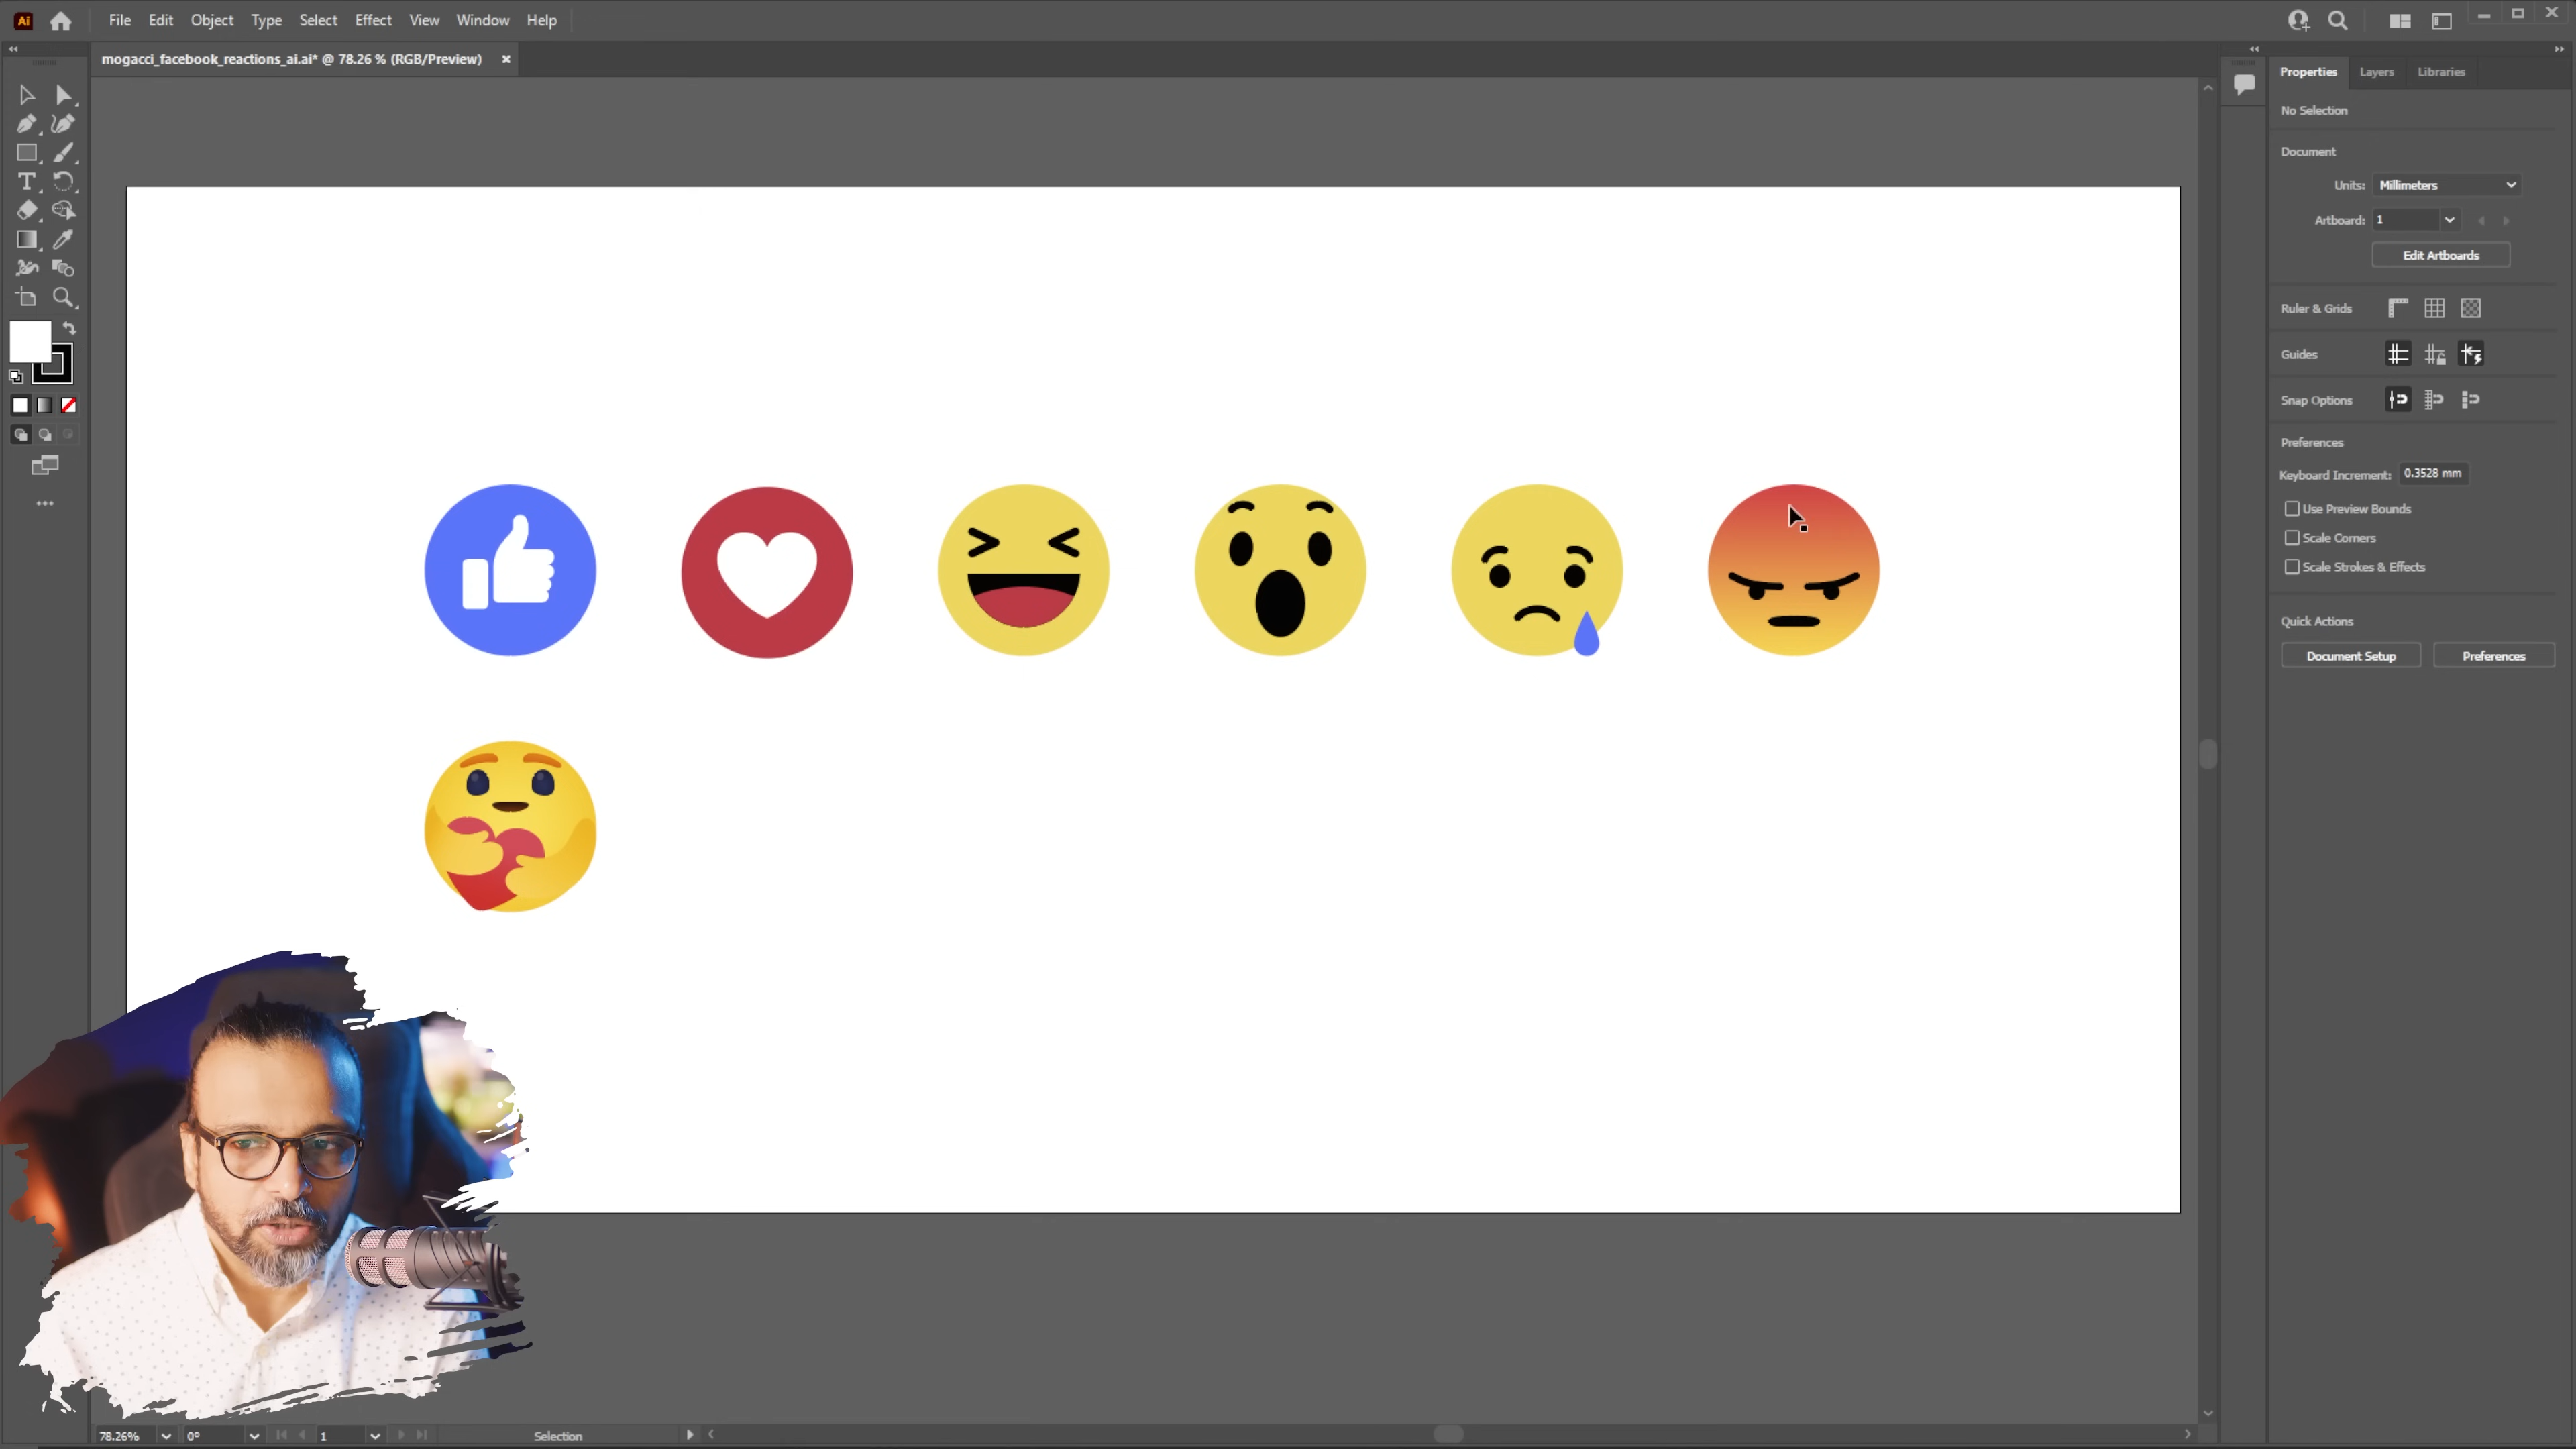 Ai
File Edit Object Type Select Effect View Window Help
mogacci_facebook_reactions_ai.ai* @ 78.26 % (RGB/Preview)
Properties Layers Libraries
No Selection
Document
Units: Millimeters
Artboard: 1
Edit Artboards
Ruler & Grids
Guides
Snap Options
Preferences
Keyboard Increment: 0.3528 mm
Use Preview Bounds
Scale Corners
Scale Strokes & Effects
Quick Actions
Document Setup Preferences
78.26% 0° 1 Selection